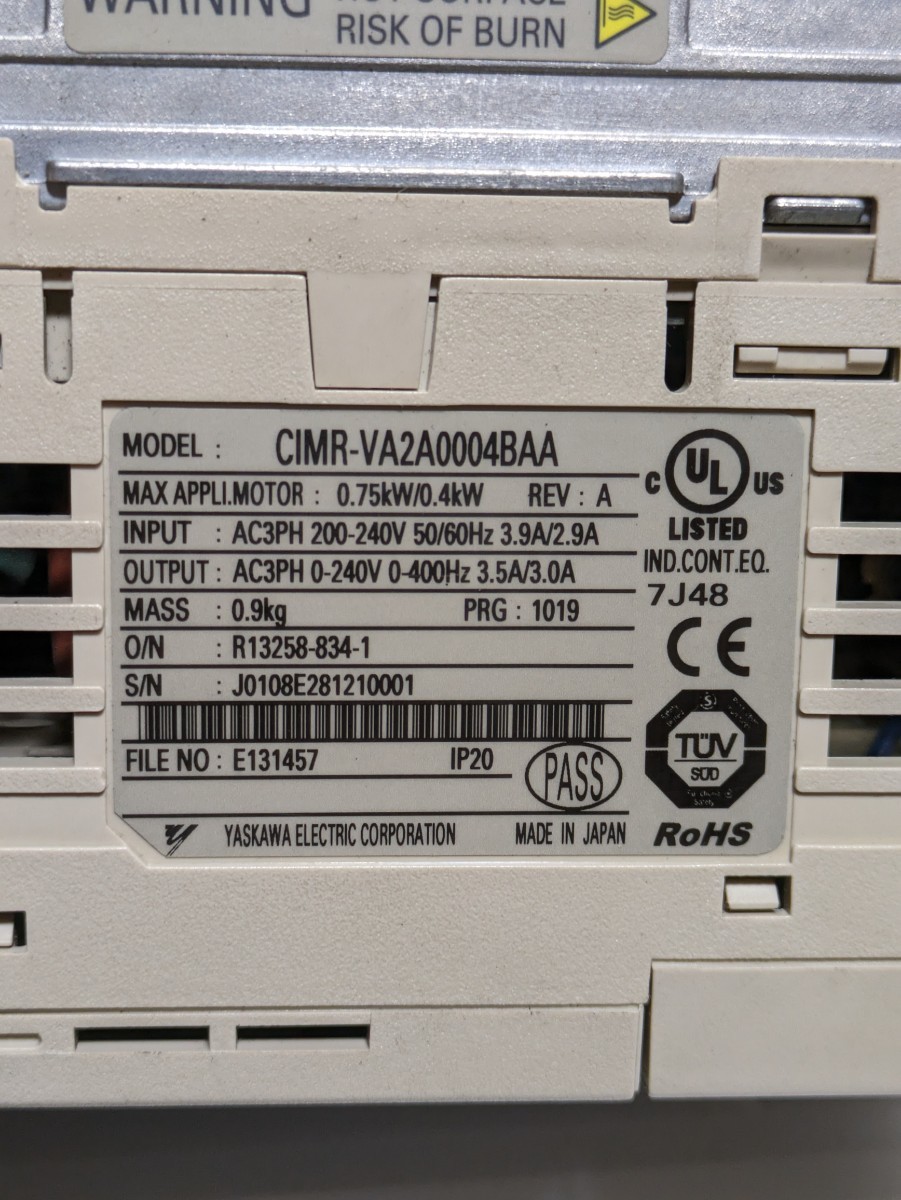 WARNING HOT SURFACE
RISK OF BURN
MODEL : CIMR-VA2A0004BAA
MAX APPLI.MOTOR : 0.75kW/0.4kW REV : A
INPUT : AC3PH 200-240V 50/60Hz 3.9A/2.9A
OUTPUT : AC3PH 0-240V 0-400Hz 3.5A/3.0A
MASS : 0.9kg PRG : 1019
O/N : R13258-834-1
S/N : J0108E281210001
FILE NO : E131457 IP20
PASS
YASKAWA ELECTRIC CORPORATION MADE IN JAPAN
C UL US
LISTED
IND.CONT.EQ.
7J48
CE
TÜV
SÜD
RoHS